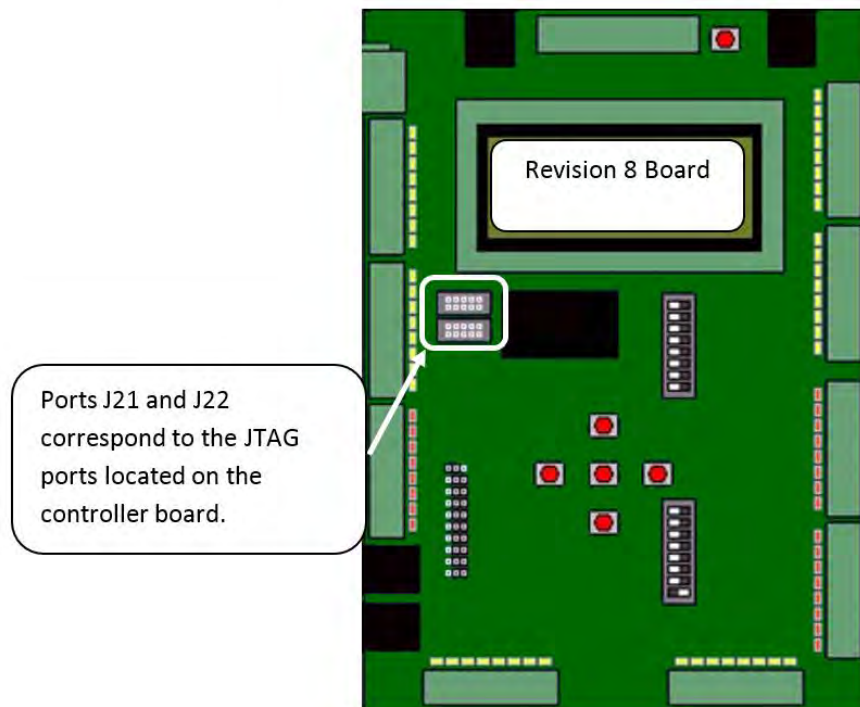 Revision 8 Board
Ports J21 and J22
correspond to the JTAG
ports located on the
controller board.